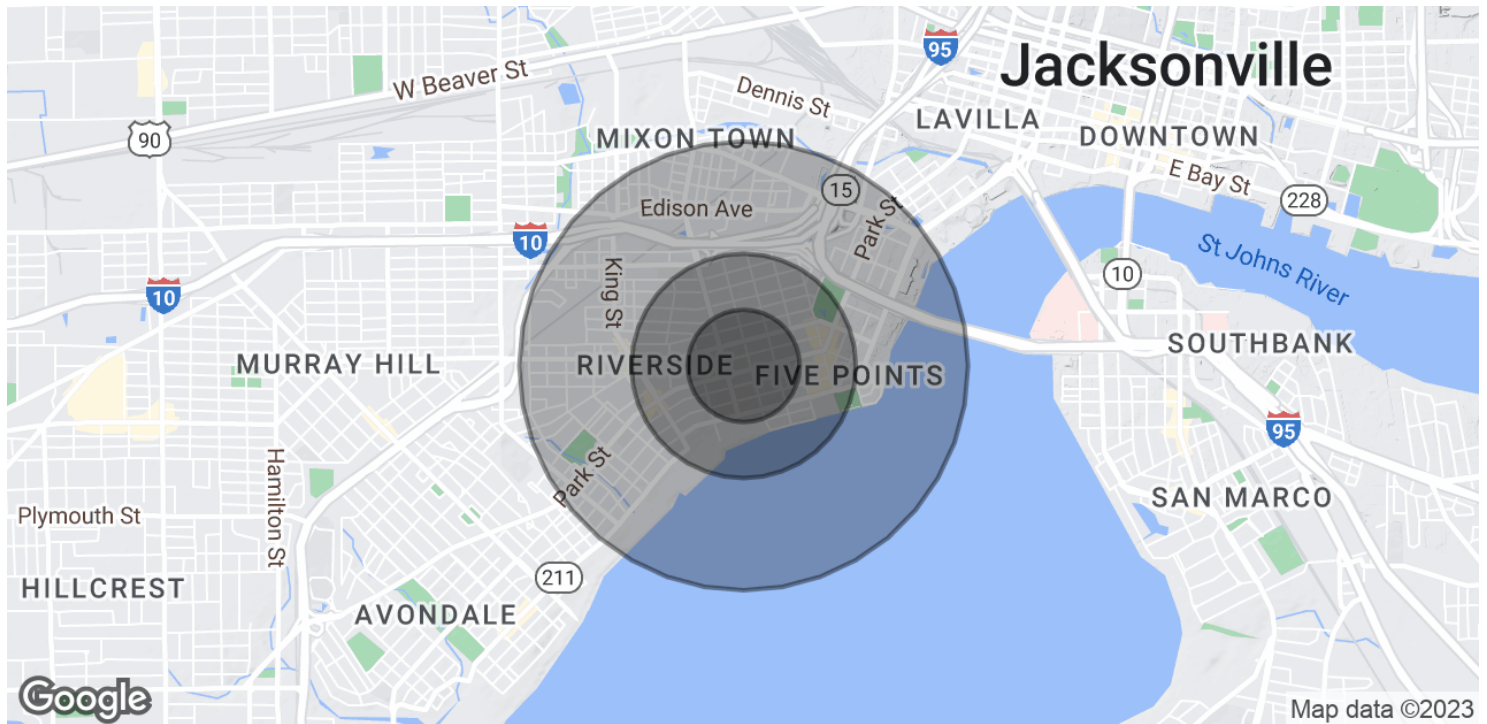 Jacksonville
95
W Beaver St
Dennis St
LAVILLA
90
MIXON TOWN
DOWNTOWN
E Bay St
15
228
Edison Ave
Park St
10
St Johns River
10
King St
10
SOUTHBANK
MURRAY HILL
RIVERSIDE
FIVE POINTS
95
Hamilton St
Park St
SAN MARCO
Plymouth St
211
HILLCREST
AVONDALE
Google
Map data ©2023